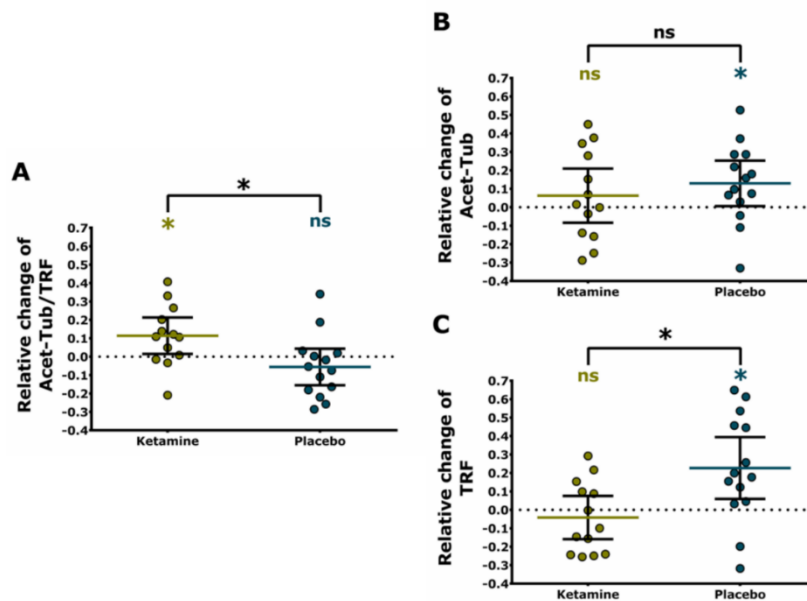 A
*
*
ns
Relative change of
Acet-Tub/TRF
0.7
0.6
0.5
0.4
0.3
0.2
0.1
0.0
-0.1
-0.2
-0.3
-0.4
Ketamine
Placebo
B
ns
ns
*
Relative change of
Acet-Tub
0.7
0.6
0.5
0.4
0.3
0.2
0.1
0.0
-0.1
-0.2
-0.3
-0.4
Ketamine
Placebo
C
*
ns
*
Relative change of
TRF
0.7
0.6
0.5
0.4
0.3
0.2
0.1
0.0
-0.1
-0.2
-0.3
-0.4
Ketamine
Placebo